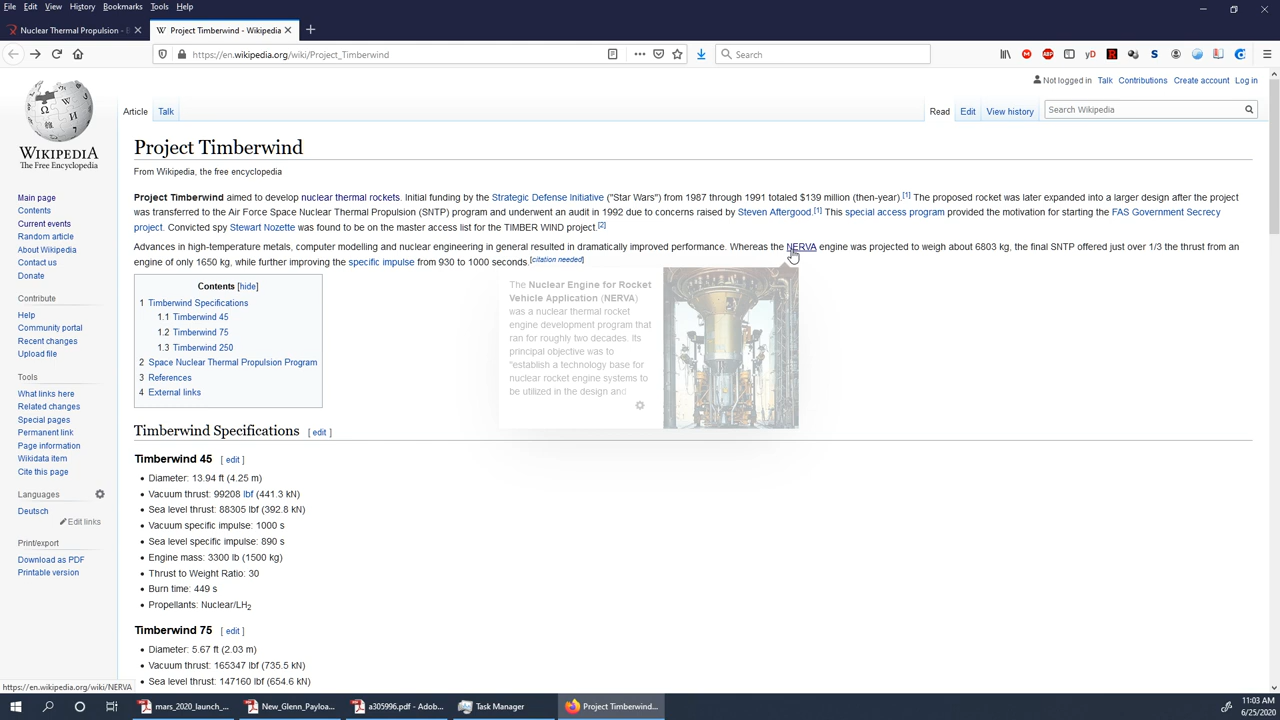 File Edit View History Bookmarks Tools Help
Nuclear Thermal Propulsion -
Project Timberwind - Wikipedia
https://en.wikipedia.org/wiki/Project_Timberwind
Search
Not logged in Talk Contributions Create account Log in
Article Talk
Read Edit View history
Search Wikipedia
WIKIPEDIA
The Free Encyclopedia
Main page
Contents
Current events
Random article
About Wikipedia
Contact us
Donate
Contribute
Help
Community portal
Recent changes
Upload file
Tools
What links here
Related changes
Special pages
Permanent link
Page information
Wikidata item
Cite this page
Languages
Deutsch
Edit links
Print/export
Download as PDF
Printable version
Project Timberwind
From Wikipedia, the free encyclopedia
Project Timberwind aimed to develop nuclear thermal rockets. Initial funding by the Strategic Defense Initiative ("Star Wars") from 1987 through 1991 totaled $139 million (then-year).[1] The proposed rocket was later expanded into a larger design after the project
was transferred to the Air Force Space Nuclear Thermal Propulsion (SNTP) program and underwent an audit in 1992 due to concerns raised by Steven Aftergood.[1] This special access program provided the motivation for starting the FAS Government Secrecy
project. Convicted spy Stewart Nozette was found to be on the master access list for the TIMBER WIND project.[2]
Advances in high-temperature metals, computer modelling and nuclear engineering in general resulted in dramatically improved performance. Whereas the NERVA engine was projected to weigh about 6803 kg, the final SNTP offered just over 1/3 the thrust from an
engine of only 1650 kg, while further improving the specific impulse from 930 to 1000 seconds.[citation needed]
The Nuclear Engine for Rocket
Vehicle Application (NERVA)
was a nuclear thermal rocket
engine development program that
ran for roughly two decades. Its
principal objective was to
"establish a technology base for
nuclear rocket engine systems to
be utilized in the design and
Contents [hide]
1 Timberwind Specifications
1.1 Timberwind 45
1.2 Timberwind 75
1.3 Timberwind 250
2 Space Nuclear Thermal Propulsion Program
3 References
4 External links
Timberwind Specifications [ edit ]
Timberwind 45 [ edit ]
• Diameter: 13.94 ft (4.25 m)
• Vacuum thrust: 99208 lbf (441.3 kN)
• Sea level thrust: 88305 lbf (392.8 kN)
• Vacuum specific impulse: 1000 s
• Sea level specific impulse: 890 s
• Engine mass: 3300 lb (1500 kg)
• Thrust to Weight Ratio: 30
• Burn time: 449 s
• Propellants: Nuclear/LH2
Timberwind 75 [ edit ]
• Diameter: 5.67 ft (2.03 m)
• Vacuum thrust: 165347 lbf (735.5 kN)
• Sea level thrust: 147160 lbf (654.6 kN)
https://en.wikipedia.org/wiki/NERVA
mars_2020_launch_...
New_Glenn_Payloa...
a305996.pdf - Adob...
Task Manager
Project Timberwind...
11:03 AM
6/25/2020